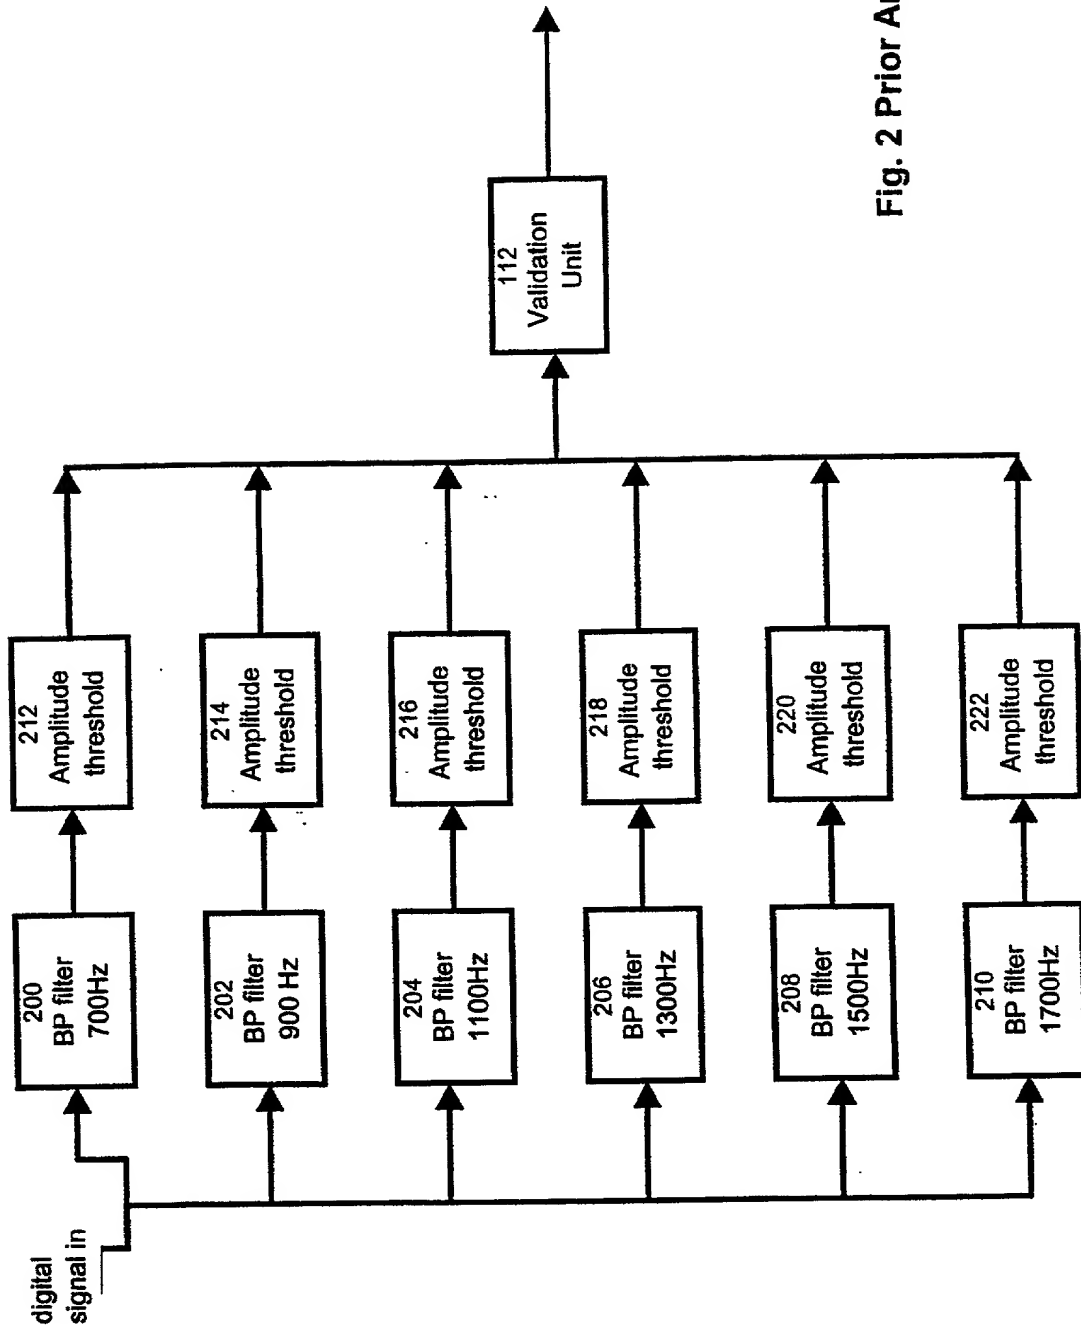 digital
signal in
200
BP filter
700Hz
212
Amplitude
threshold
202
BP filter
900 Hz
214
Amplitude
threshold
204
BP filter
1100Hz
216
Amplitude
threshold
206
BP filter
1300Hz
218
Amplitude
threshold
208
BP filter
1500Hz
220
Amplitude
threshold
210
BP filter
1700Hz
222
Amplitude
threshold
112
Validation
Unit
Fig. 2 Prior